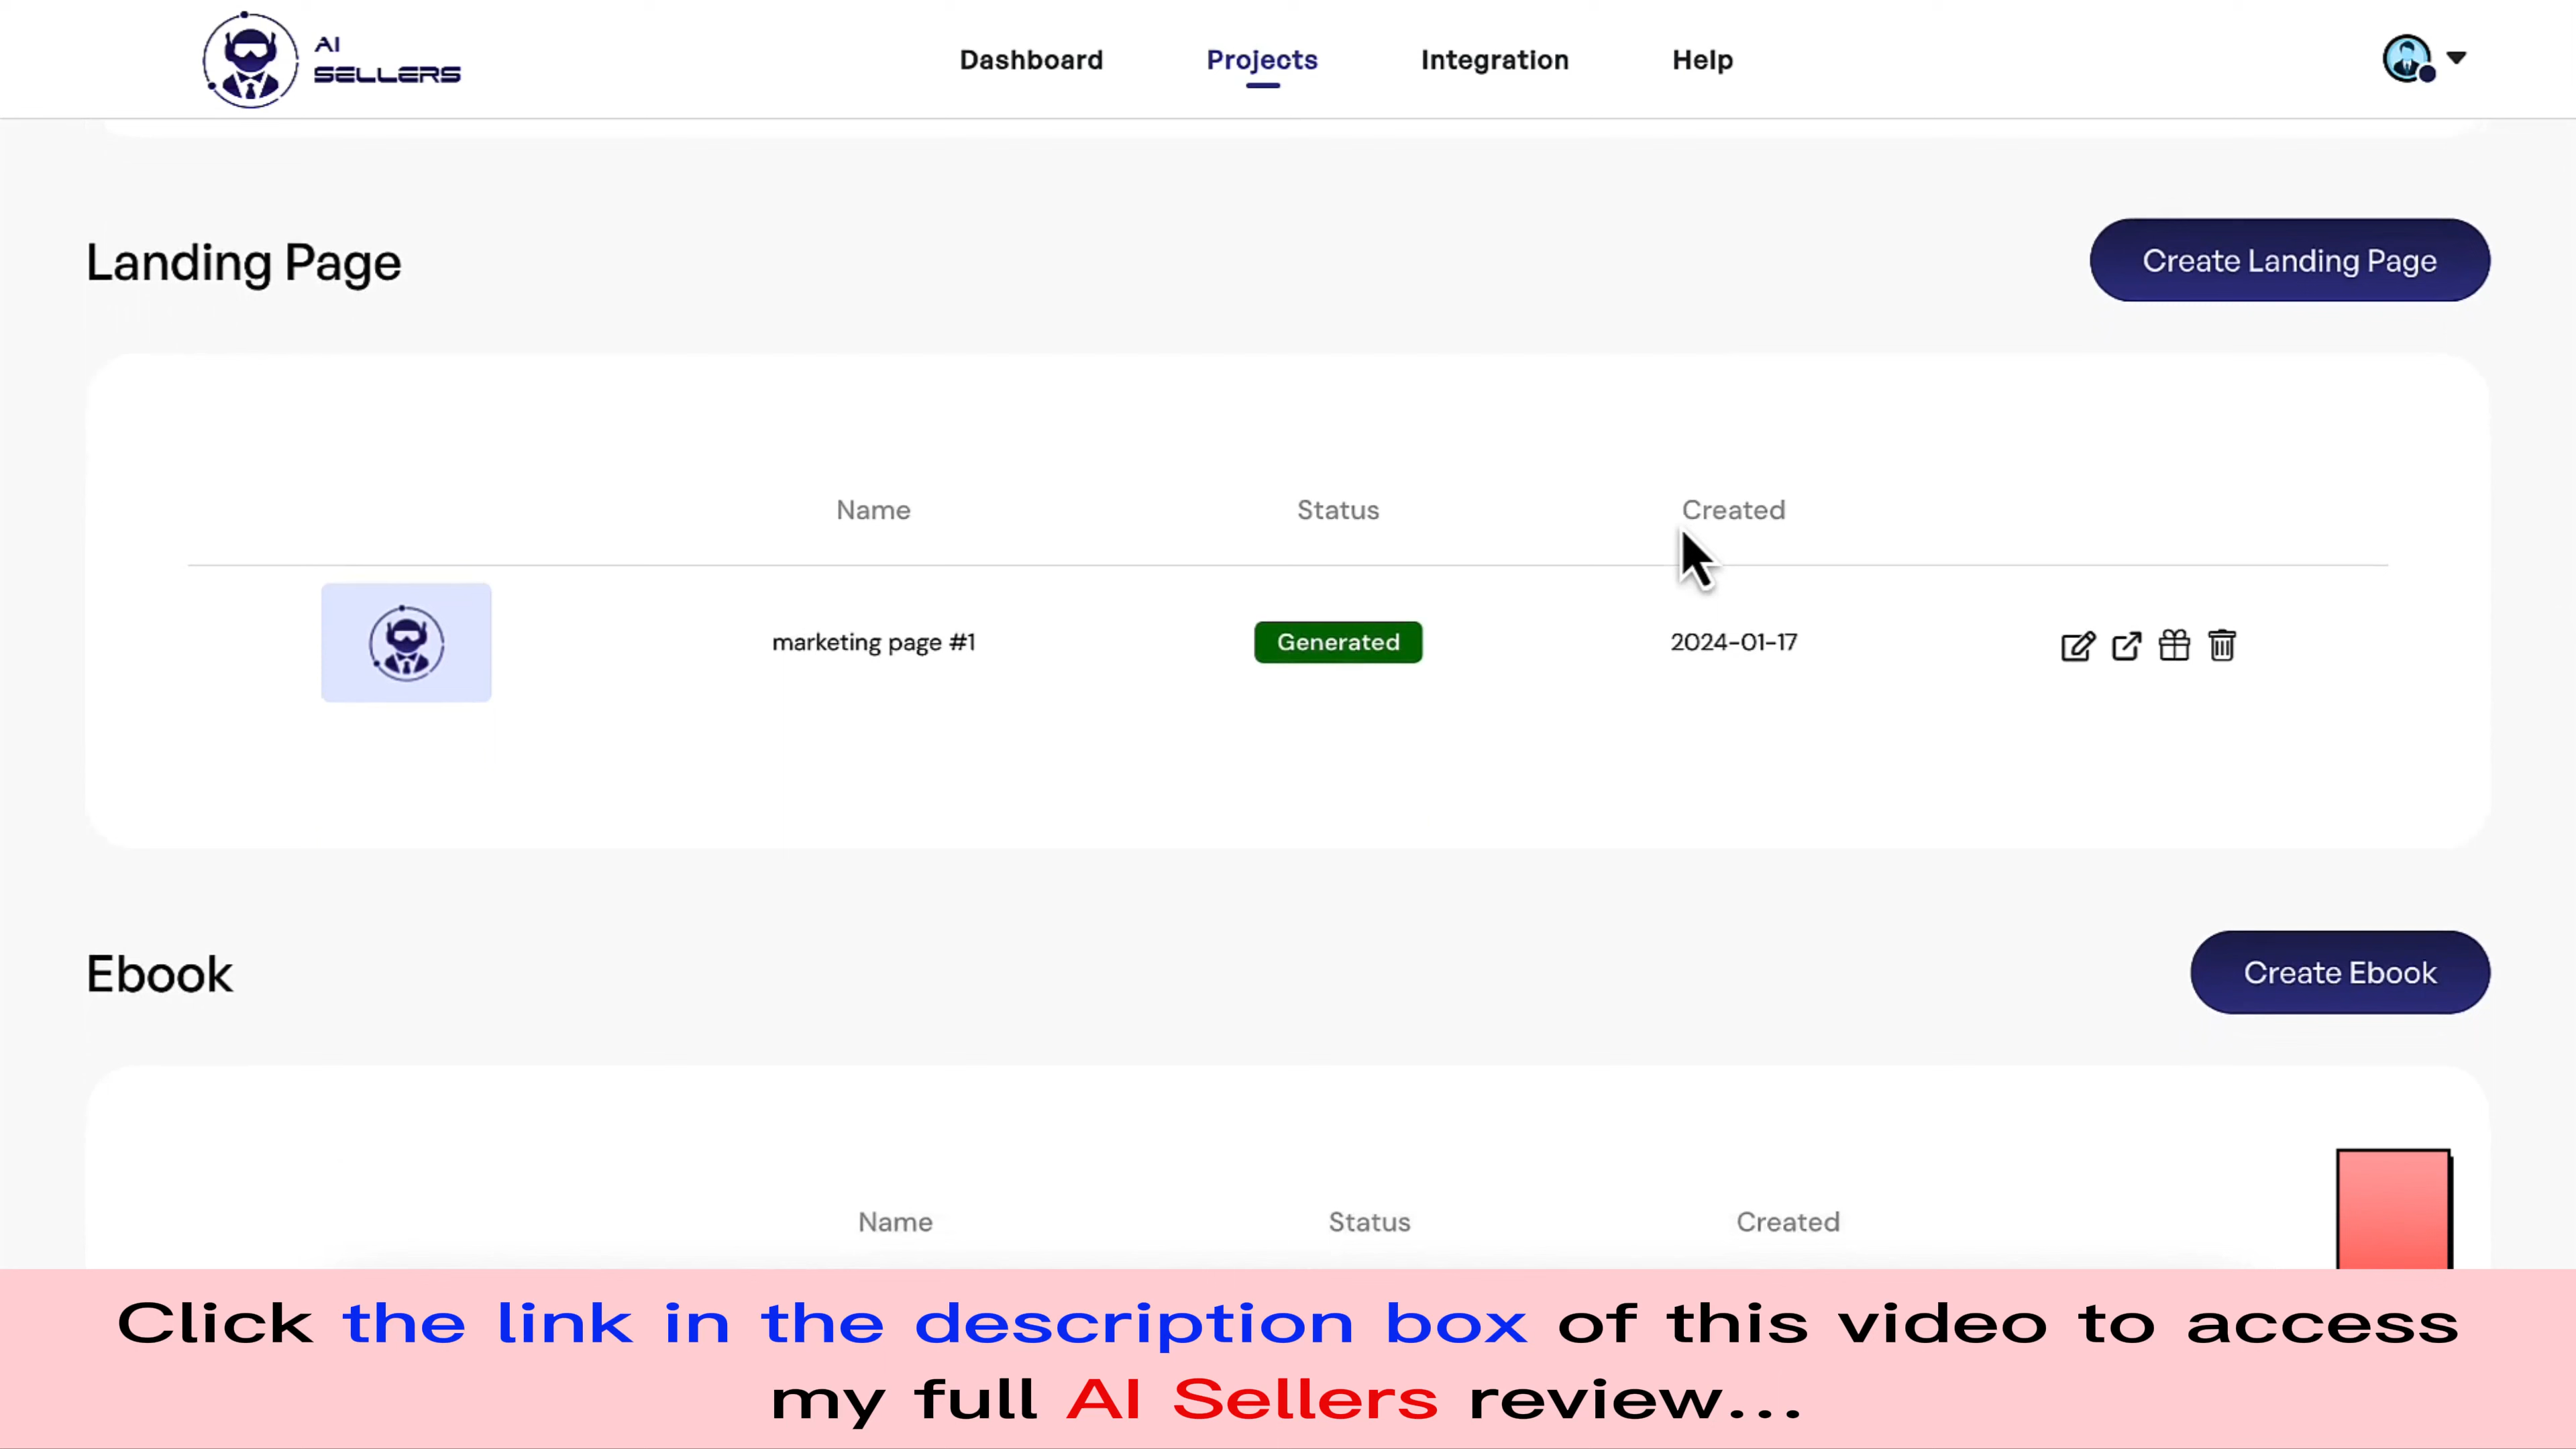 AI
SELLERS
Dashboard Projects Integration Help
Landing Page
Create Landing Page
Name Status Created
marketing page #1 Generated 2024-01-17
Ebook
Create Ebook
Name Status Created
Click the link in the description box of this video to access
my full AI Sellers review...